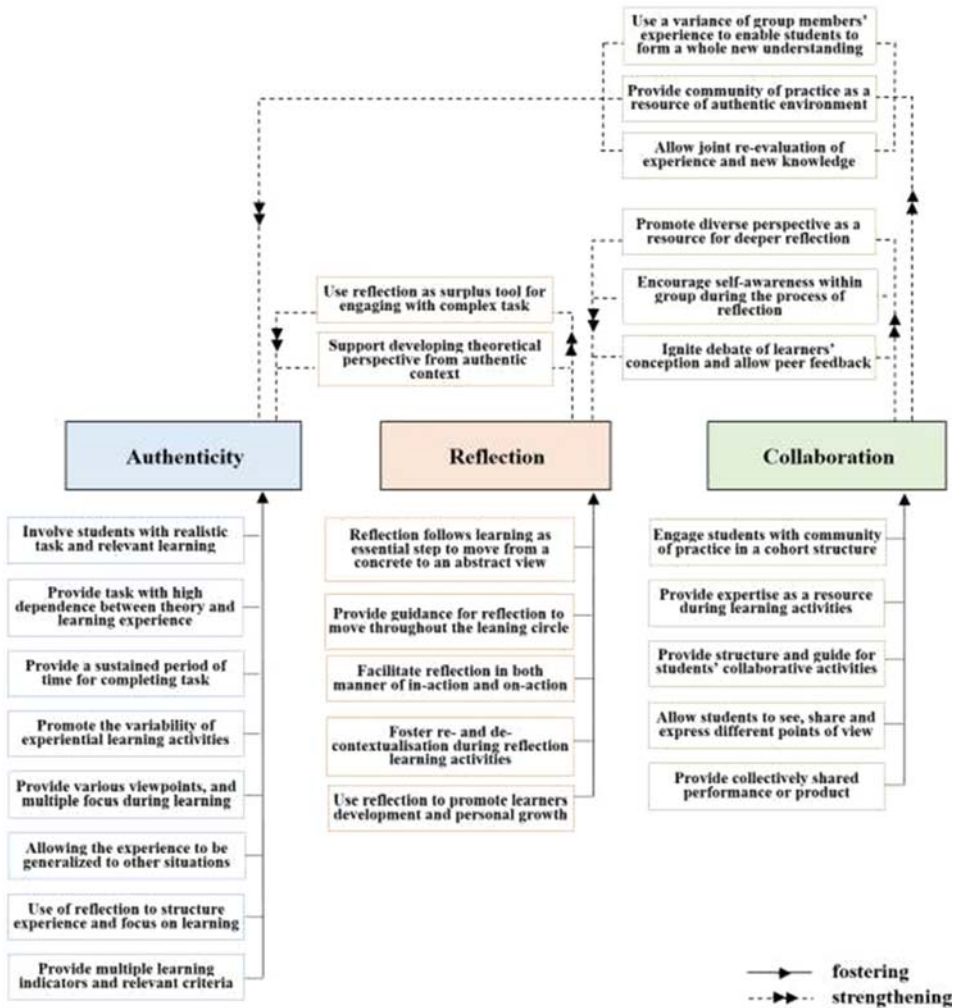 Use a variance of group members'
experience to enable students to
form a whole new understanding
Provide community of practice as a
resource of authentic environment
Allow joint re-evaluation of
experience and new knowledge
Promote diverse perspective as a
resource for deeper reflection
Encourage self-awareness within
group during the process of
reflection
Ignite debate of learners'
conception and allow peer feedback
Use reflection as surplus tool for
engaging with complex task
Support developing theoretical
perspective from authentic
context
Authenticity
Reflection
Collaboration
Involve students with realistic
task and relevant learning
Provide task with high
dependence between theory and
learning experience
Provide a sustained period of
time for completing task
Promote the variability of
experiential learning activities
Provide various viewpoints, and
multiple focus during learning
Allowing the experience to be
generalized to other situations
Use of reflection to structure
experience and focus on learning
Provide multiple learning
indicators and relevant criteria
Reflection follows learning as
essential step to move from a
concrete to an abstract view
Provide guidance for reflection to
move throughout the leaning circle
Facilitate reflection in both
manner of in-action and on-action
Foster re- and de-
contextualisation during reflection
learning activities
Use reflection to promote learners
development and personal growth
Engage students with community
of practice in a cohort structure
Provide expertise as a resource
during learning activities
Provide structure and guide for
students' collaborative activities
Allow students to see, share and
express different points of view
Provide collectively shared
performance or product
fostering
strengthening